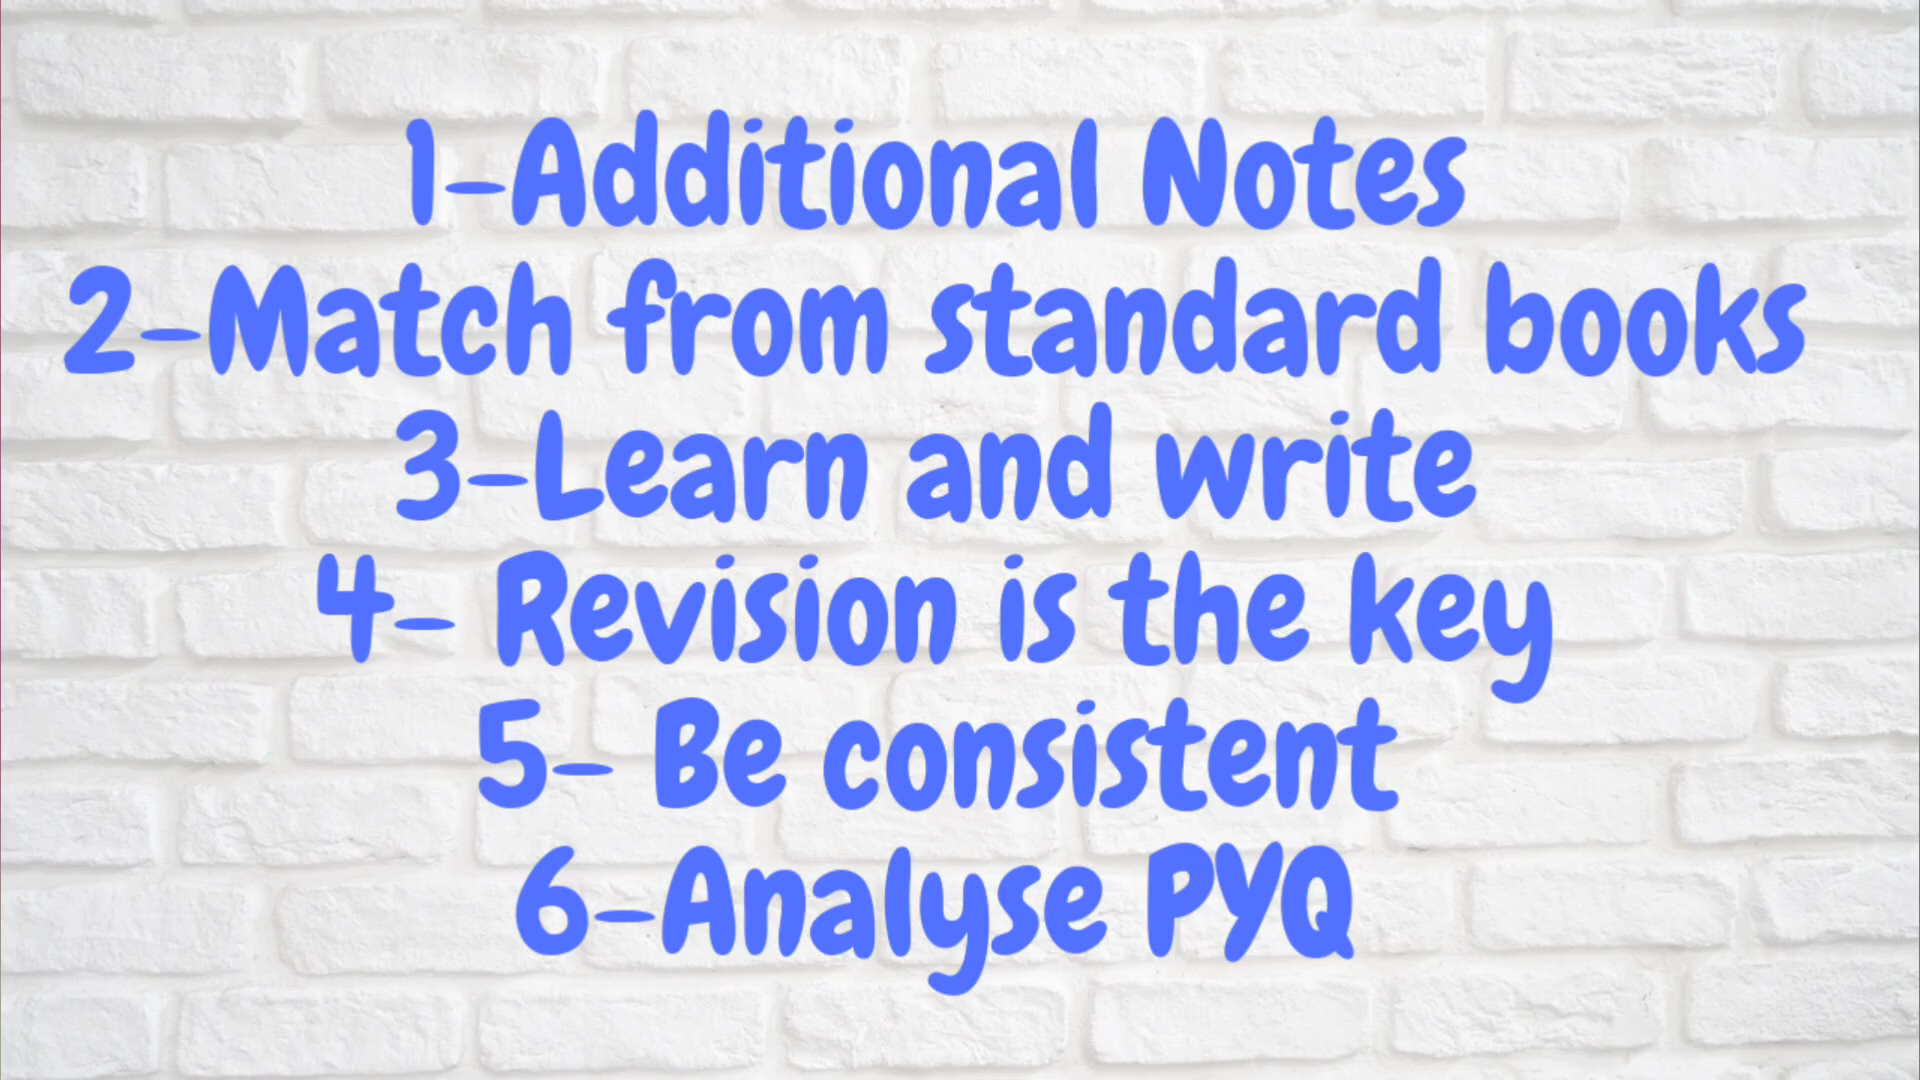 1-Additional Notes
2-Match from standard books
3-Learn and write
4- Revision is the key
5- Be consistent
6-Analyse PYQ